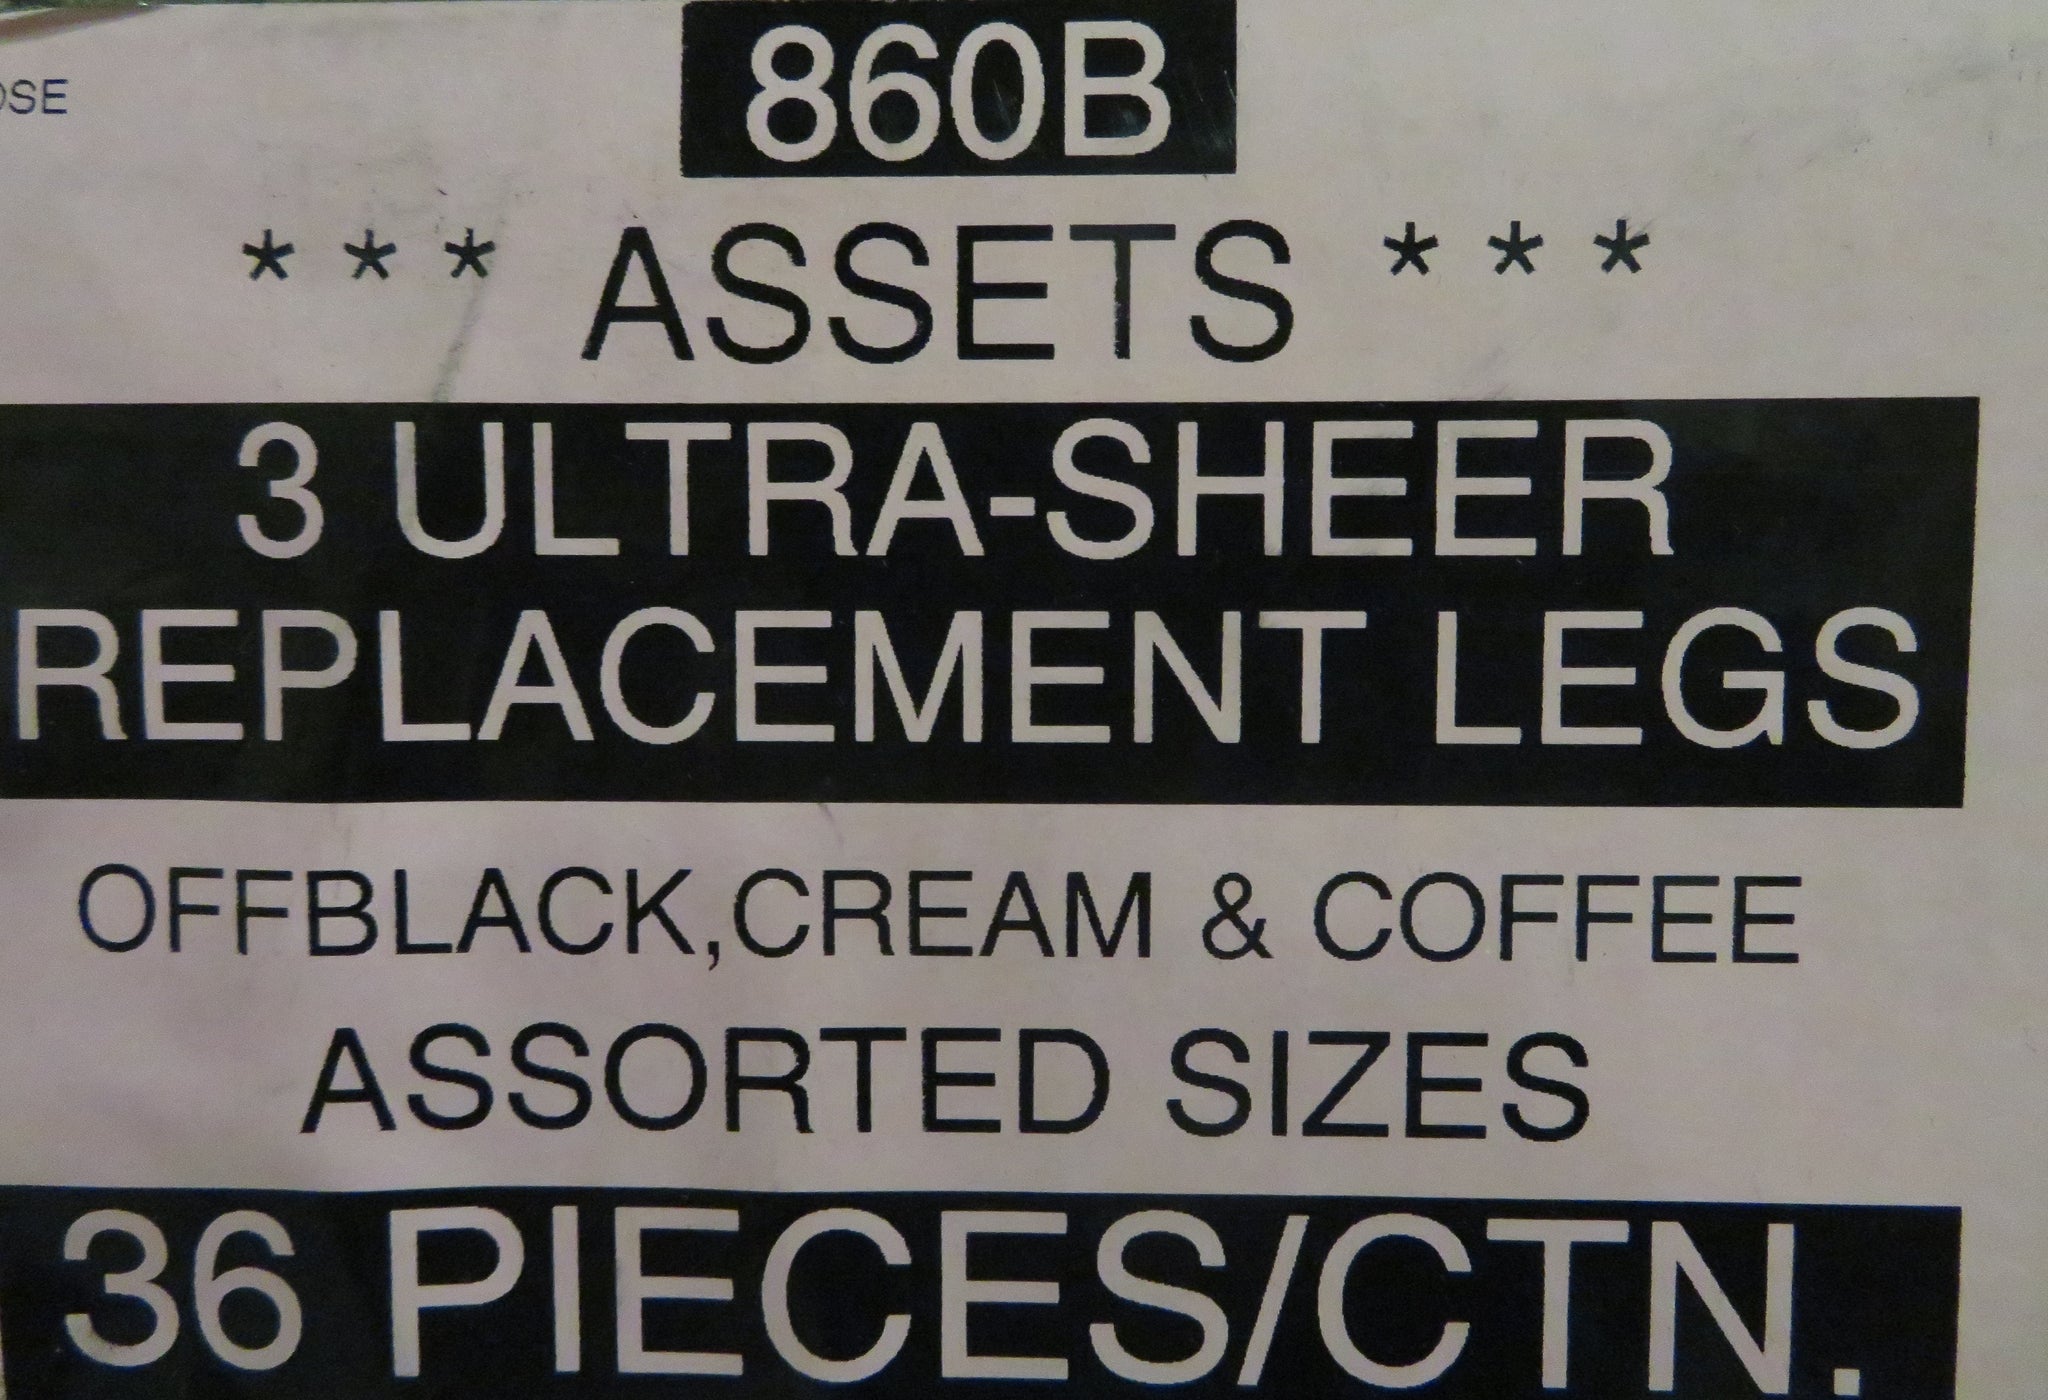 860B
OSE
* * * ASSETS * * *
3 ULTRA-SHEER
REPLACEMENT LEGS
OFFBLACK,CREAM & COFFEE
ASSORTED SIZES
36 PIECES/CTN.